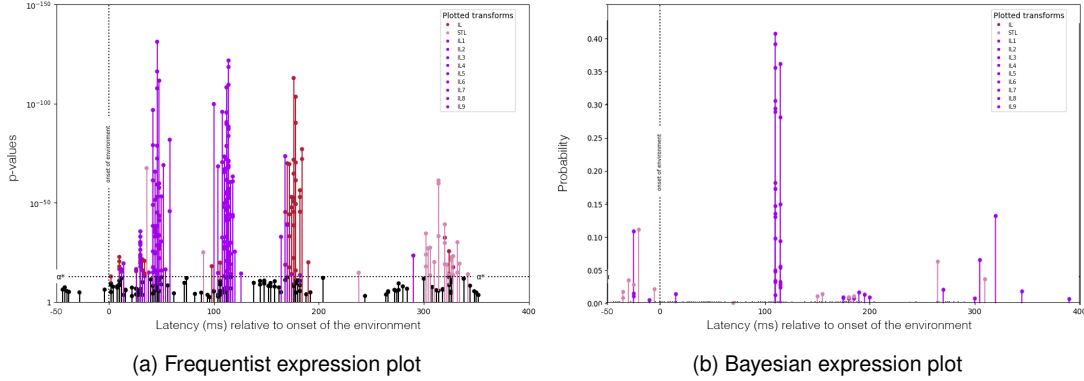 10⁻¹⁵⁰
10⁻¹⁰⁰
10⁻⁵⁰
1
p-values
α*
α*
onset of environment
Plotted transforms
IL
STL
IL1
IL2
IL3
IL4
IL5
IL6
IL7
IL8
IL9
0 100 200 300 400
Latency (ms) relative to onset of the environment
(a) Frequentist expression plot
0.40
0.35
0.30
0.25
0.20
0.15
0.10
0.05
0.00
Probability
onset of environment
Plotted transforms
IL
STL
IL1
IL2
IL3
IL4
IL5
IL6
IL7
IL8
IL9
-50 0 100 200 300 400
Latency (ms) relative to onset of the environment
(b) Bayesian expression plot